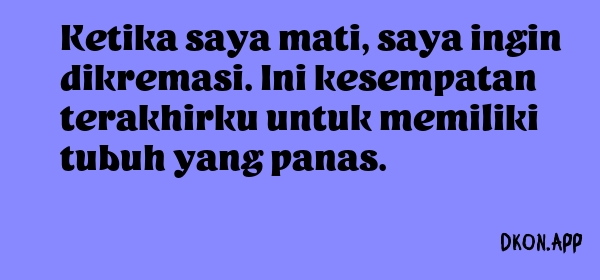 Ketika saya mati, saya ingin
dikremasi. Ini kesempatan
terakhirku untuk memiliki
tubuh yang panas.
DKON.APP